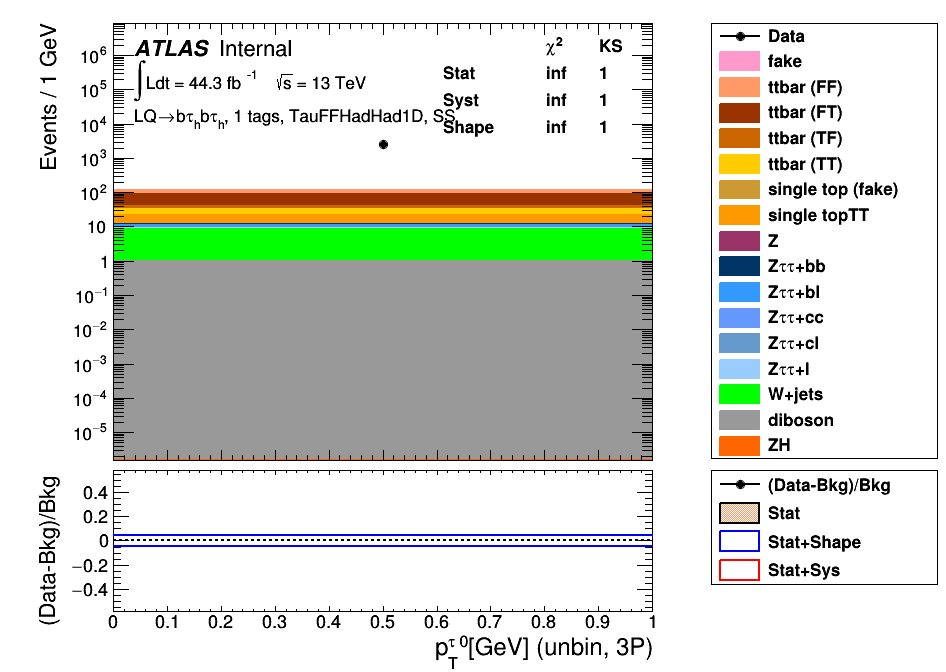 ATLAS Internal
∫Ldt = 44.3 fb⁻¹ √s = 13 TeV
LQ→bτₕbτₕ, 1 tags, TauFFHadHad1D, SS
χ² KS
Stat inf 1
Syst inf 1
Shape inf 1
Events / 1 GeV
10⁶
10⁵
10⁴
10³
10²
10
1
10⁻¹
10⁻²
10⁻³
10⁻⁴
10⁻⁵
Data
fake
ttbar (FF)
ttbar (FT)
ttbar (TF)
ttbar (TT)
single top (fake)
single topTT
Z
Zττ+bb
Zττ+bl
Zττ+cc
Zττ+cl
Zττ+l
W+jets
diboson
ZH
(Data-Bkg)/Bkg
0.4
0.2
0
−0.2
−0.4
0 0.1 0.2 0.3 0.4 0.5 0.6 0.7 0.8 0.9 1
p_T^τ 0[GeV] (unbin, 3P)
(Data-Bkg)/Bkg
Stat
Stat+Shape
Stat+Sys